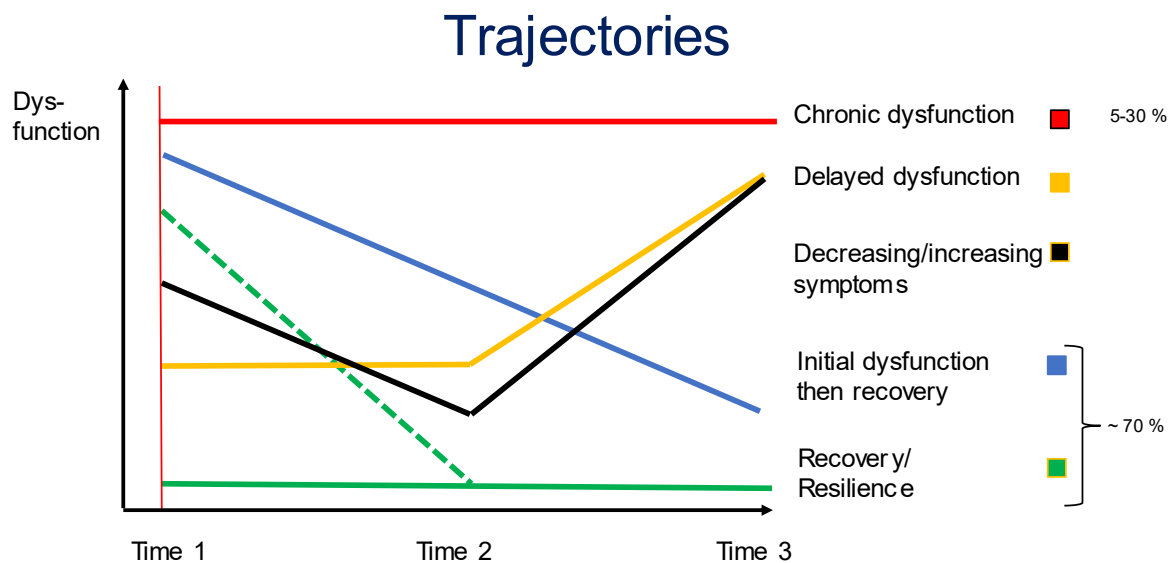 Trajectories
Dys-
function
Chronic dysfunction
5-30 %
Delayed dysfunction
Decreasing/increasing
symptoms
Initial dysfunction
then recovery
~ 70 %
Recovery/
Resilience
Time 1
Time 2
Time 3